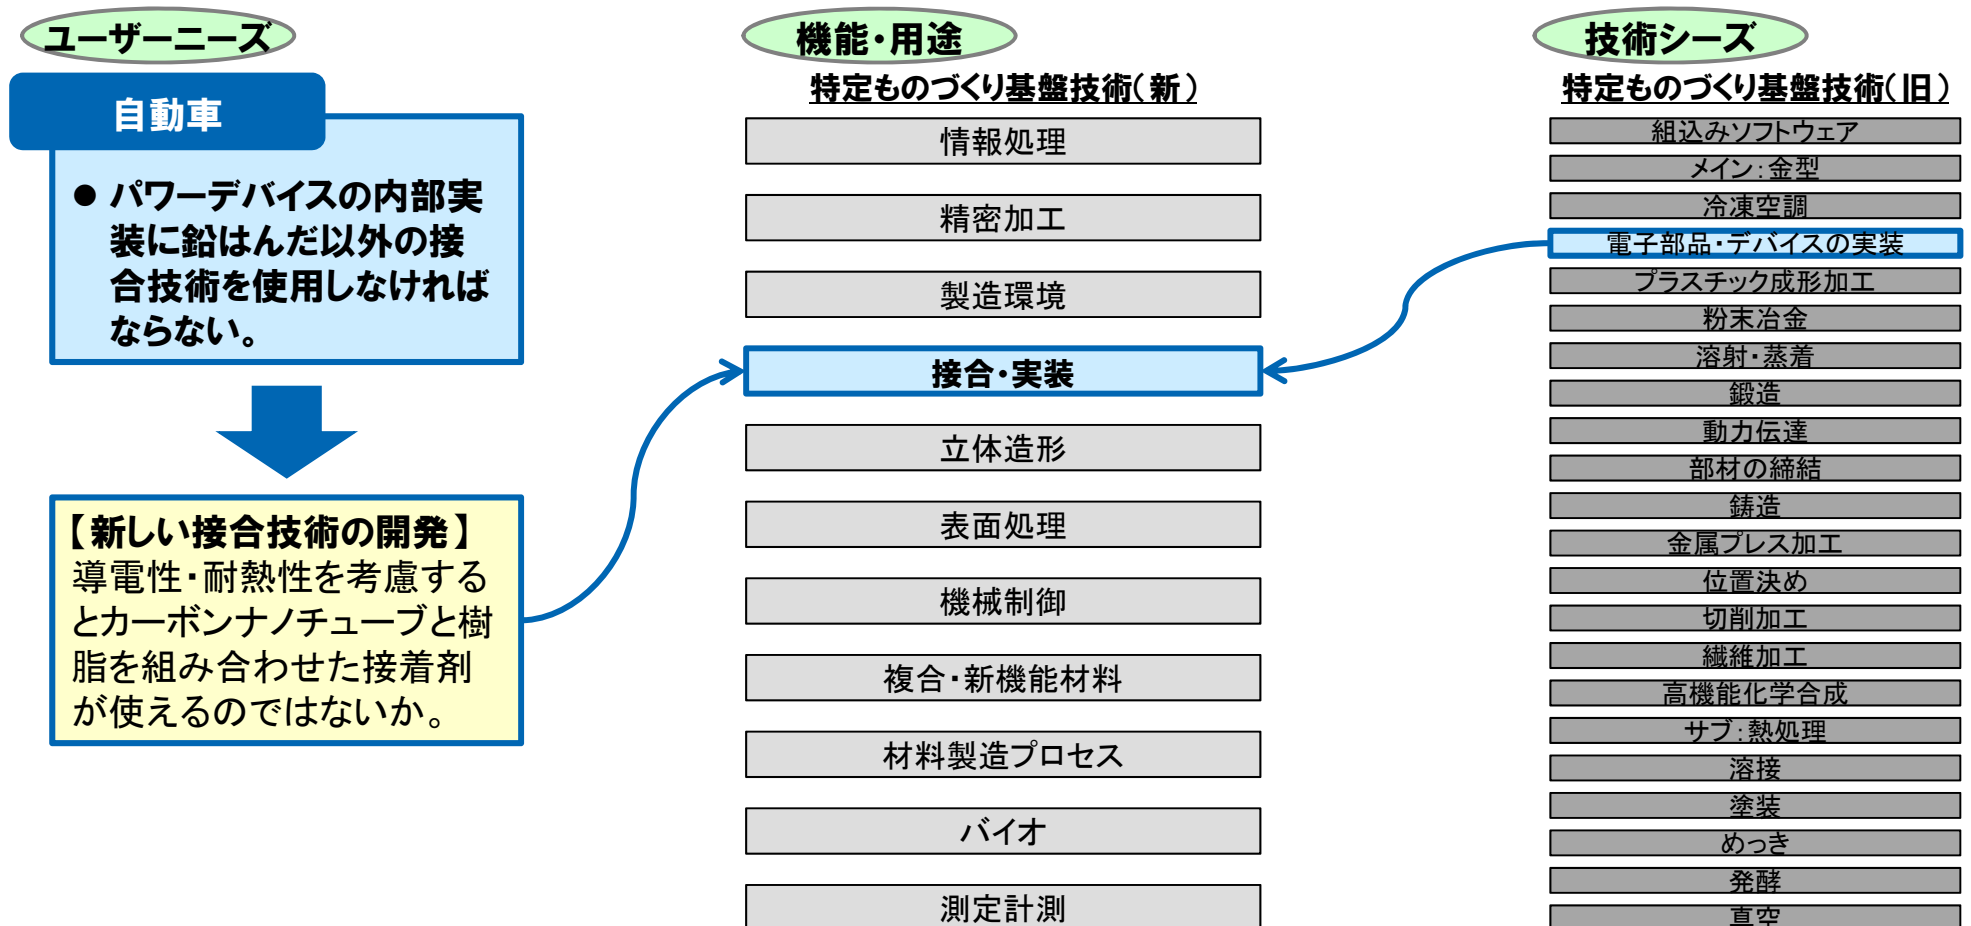 ユーザーニーズ
自動車
● パワーデバイスの内部実
装に鉛はんだ以外の接
合技術を使用しなければ
ならない。
【新しい接合技術の開発】
導電性・耐熱性を考慮する
とカーボンナノチューブと樹
脂を組み合わせた接着剤
が使えるのではないか。
機能・用途
特定ものづくり基盤技術（新）
情報処理
精密加工
製造環境
接合・実装
立体造形
表面処理
機械制御
複合・新機能材料
材料製造プロセス
バイオ
測定計測
技術シーズ
特定ものづくり基盤技術（旧）
組込みソフトウェア
メイン：金型
冷凍空調
電子部品・デバイスの実装
プラスチック成形加工
粉末冶金
溶射・蒸着
鍛造
動力伝達
部材の締結
鋳造
金属プレス加工
位置決め
切削加工
繊維加工
高機能化学合成
サブ：熱処理
溶接
塗装
めっき
発酵
真空